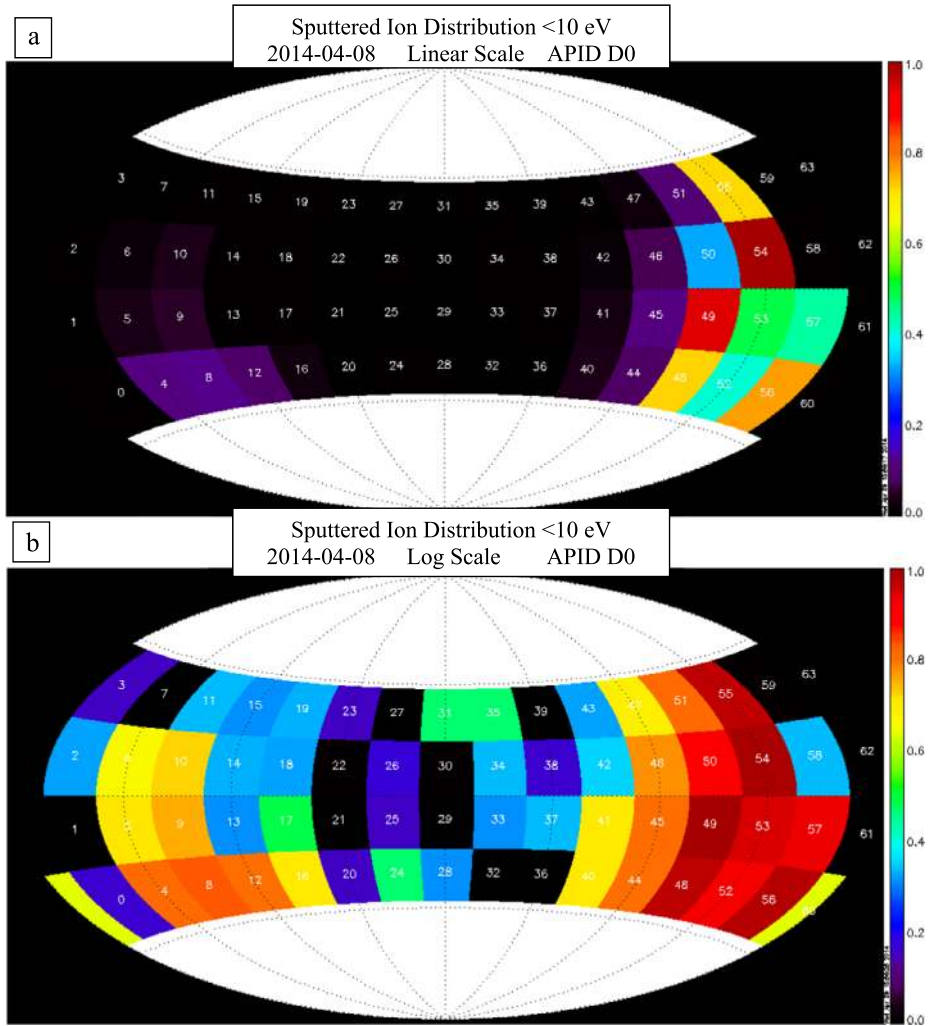 a
Sputtered Ion Distribution <10 eV
2014-04-08 Linear Scale APID D0
1.0
0.8
0.6
0.4
0.2
0.0
3 7 11 15 19 23 27 31 35 39 43 47 51 55 59 63
2 6 10 14 18 22 26 30 34 38 42 46 50 54 58 62
1 5 9 13 17 21 25 29 33 37 41 45 49 53 57 61
0 4 8 12 16 20 24 28 32 36 40 44 48 52 56 60
b
Sputtered Ion Distribution <10 eV
2014-04-08 Log Scale APID D0
1.0
0.8
0.6
0.4
0.2
0.0
3 7 11 15 19 23 27 31 35 39 43 47 51 55 59 63
2 6 10 14 18 22 26 30 34 38 42 46 50 54 58 62
1 5 9 13 17 21 25 29 33 37 41 45 49 53 57 61
0 4 8 12 16 20 24 28 32 36 40 44 48 52 56 60